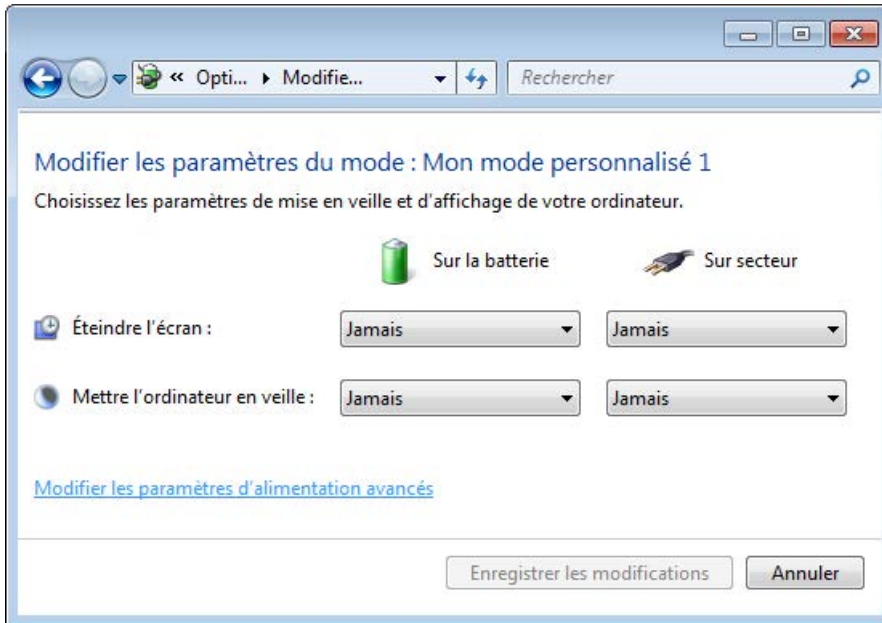 « Opti... Modifie... Rechercher
Modifier les paramètres du mode : Mon mode personnalisé 1
Choisissez les paramètres de mise en veille et d'affichage de votre ordinateur.
Sur la batterie Sur secteur
Éteindre l'écran : Jamais Jamais
Mettre l'ordinateur en veille : Jamais Jamais
Modifier les paramètres d'alimentation avancés
Enregistrer les modifications Annuler